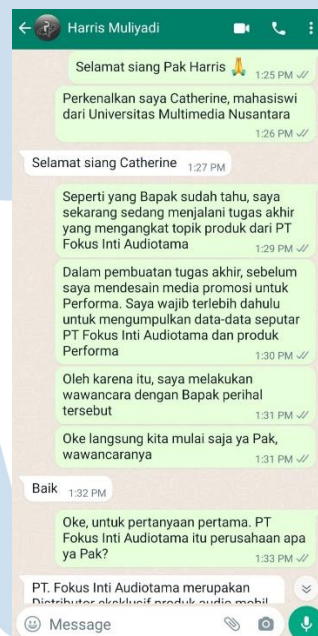 Harris Muliyadi
Selamat siang Pak Harris 🙏 1:25 PM
Perkenalkan saya Catherine, mahasiswi
dari Universitas Multimedia Nusantara
1:26 PM
Selamat siang Catherine 1:27 PM
Seperti yang Bapak sudah tahu, saya
sekarang sedang menjalani tugas akhir
yang mengangkat topik produk dari PT
Fokus Inti Audiotama 1:29 PM
Dalam pembuatan tugas akhir, sebelum
saya mendesain media promosi untuk
Performa. Saya wajib terlebih dahulu
untuk mengumpulkan data-data seputar
PT Fokus Inti Audiotama dan produk
Performa 1:30 PM
Oleh karena itu, saya melakukan
wawancara dengan Bapak perihal
tersebut 1:31 PM
Oke langsung kita mulai saja ya Pak,
wawancaranya 1:31 PM
Baik 1:32 PM
Oke, untuk pertanyaan pertama. PT
Fokus Inti Audiotama itu perusahaan apa
ya Pak? 1:33 PM
PT. Fokus Inti Audiotama merupakan
Distributor eksklusif produk audio mobil
Message